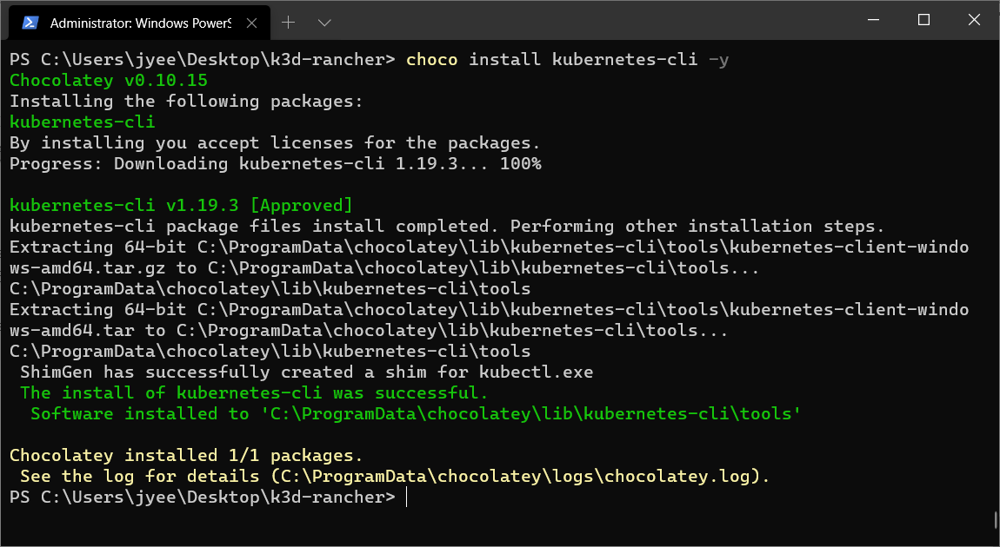 Administrator: Windows PowerS
PS C:\Users\jyee\Desktop\k3d-rancher> choco install kubernetes-cli -y
Chocolatey v0.10.15
Installing the following packages:
kubernetes-cli
By installing you accept licenses for the packages.
Progress: Downloading kubernetes-cli 1.19.3... 100%
kubernetes-cli v1.19.3 [Approved]
kubernetes-cli package files install completed. Performing other installation steps.
Extracting 64-bit C:\ProgramData\chocolatey\lib\kubernetes-cli\tools\kubernetes-client-windo
ws-amd64.tar.gz to C:\ProgramData\chocolatey\lib\kubernetes-cli\tools...
C:\ProgramData\chocolatey\lib\kubernetes-cli\tools
Extracting 64-bit C:\ProgramData\chocolatey\lib\kubernetes-cli\tools\kubernetes-client-windo
ws-amd64.tar to C:\ProgramData\chocolatey\lib\kubernetes-cli\tools...
C:\ProgramData\chocolatey\lib\kubernetes-cli\tools
ShimGen has successfully created a shim for kubectl.exe
The install of kubernetes-cli was successful.
Software installed to 'C:\ProgramData\chocolatey\lib\kubernetes-cli\tools'
Chocolatey installed 1/1 packages.
See the log for details (C:\ProgramData\chocolatey\logs\chocolatey.log).
PS C:\Users\jyee\Desktop\k3d-rancher>